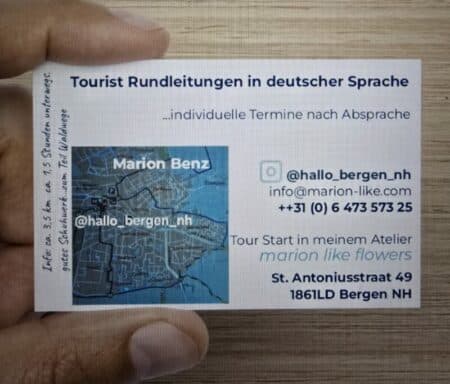 Tourist Rundleitungen in deutscher Sprache
...individuelle Termine nach Absprache
Info: ca. 3,5 km ca. 1,5 Stunden unterwegs.
gutes Schuhwerk...zum Teil Waldwege
Marion Benz
@hallo_bergen_nh
@hallo_bergen_nh
info@marion-like.com
++31 (0) 6 473 573 25
Tour Start in meinem Atelier
marion like flowers
St. Antoniusstraat 49
1861LD Bergen NH